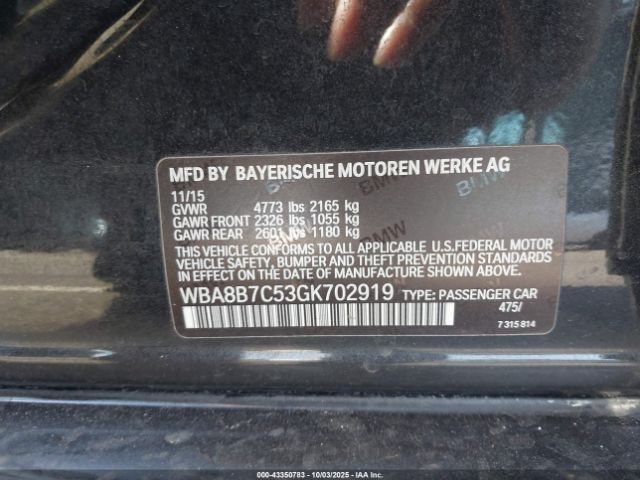 MFD BY BAYERISCHE MOTOREN WERKE AG
11/15
GVWR 4773 lbs 2165 kg
GAWR FRONT 2326 lbs 1055 kg
GAWR REAR 2601 lbs 1180 kg
THIS VEHICLE CONFORMS TO ALL APPLICABLE U.S.FEDERAL MOTOR
VEHICLE SAFETY, BUMPER AND THEFT PREVENTION STANDARDS
IN EFFECT ON THE DATE OF MANUFACTURE SHOWN ABOVE.
WBA8B7C53GK702919 TYPE: PASSENGER CAR
475/
7 315 814
BMW
BMW
BMW
000-43350783 - 10/03/2025 - IAA Inc.